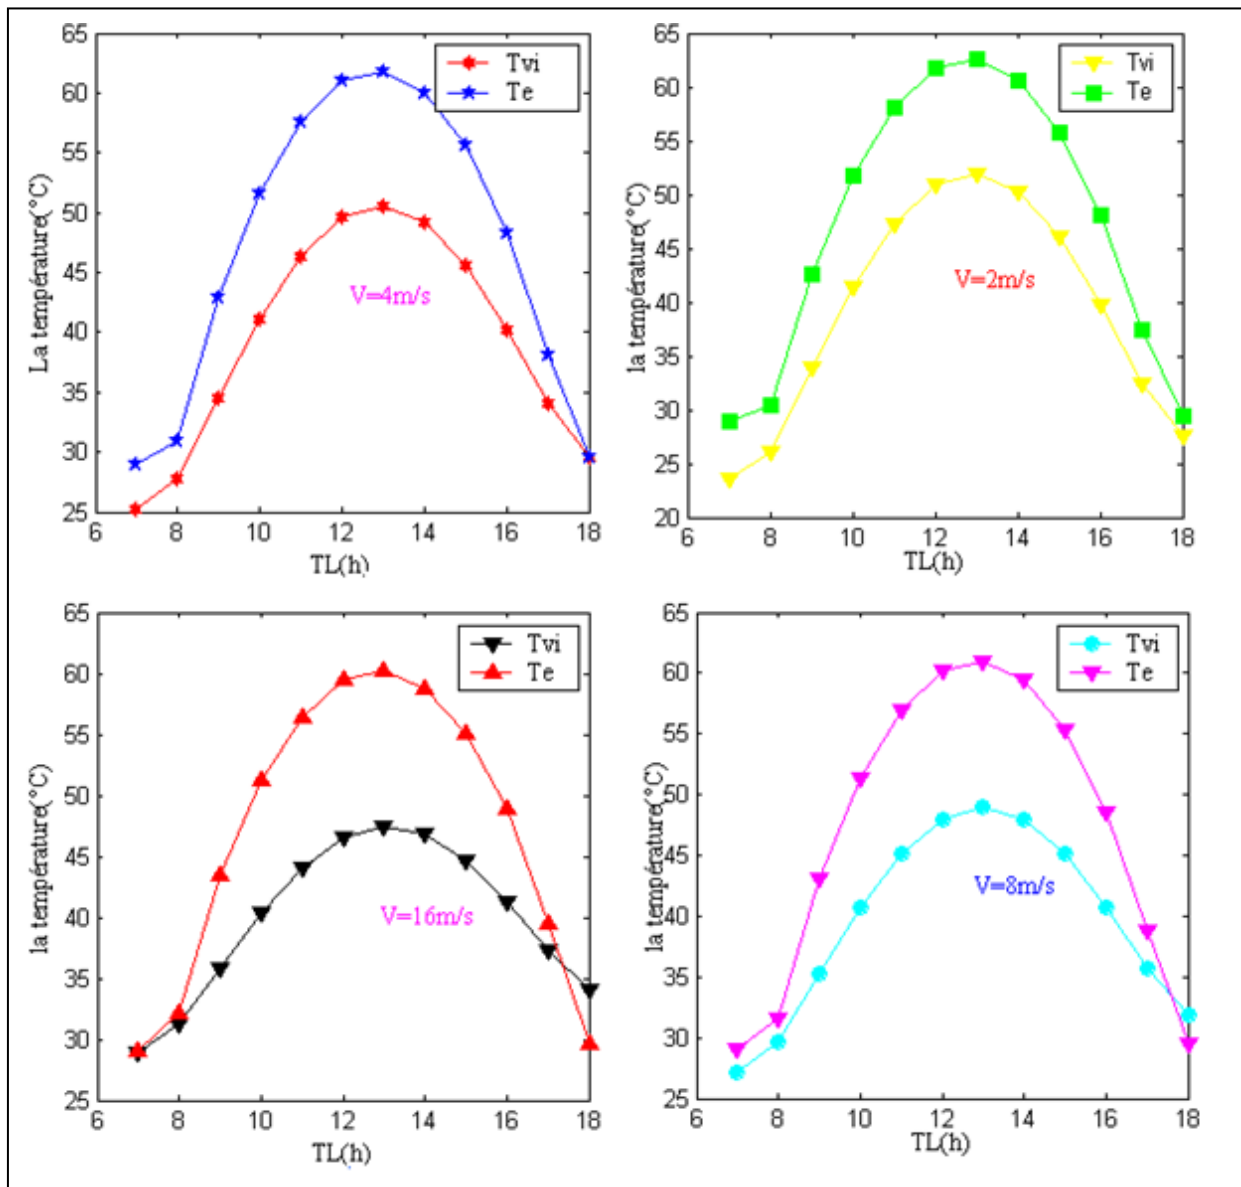 65
60
55
50
45
40
35
30
25
La température(°C)
Tvi
Te
V=4m/s
6 8 10 12 14 16 18
TL(h)
65
60
55
50
45
40
35
30
25
20
la température(°C)
Tvi
Te
V=2m/s
6 8 10 12 14 16 18
TL(h)
65
60
55
50
45
40
35
30
25
la température(°C)
Tvi
Te
V=16m/s
6 8 10 12 14 16 18
TL(h)
65
60
55
50
45
40
35
30
25
la température(°C)
Tvi
Te
V=8m/s
6 8 10 12 14 16 18
TL(h)